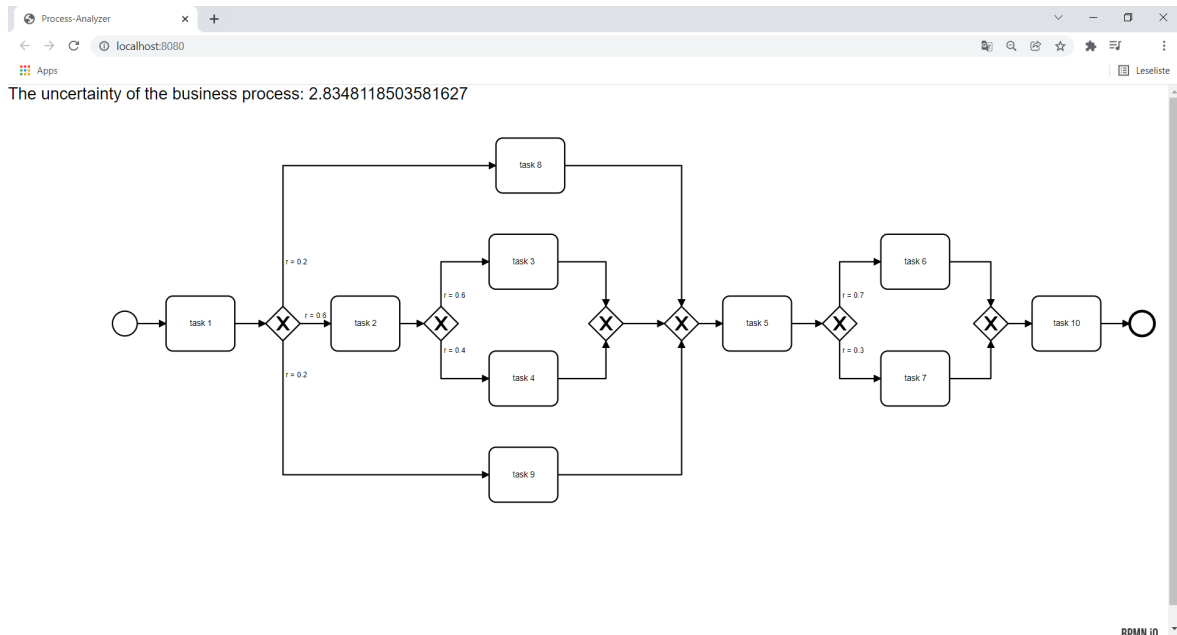 Process-Analyzer
localhost:8080
Apps
Leseliste
The uncertainty of the business process: 2.8348118503581627
task 8
r = 0.2
task 3
task 6
r = 0.6
r = 0.7
r = 0.6
task 1
task 2
task 5
task 10
r = 0.4
r = 0.3
r = 0.2
task 4
task 7
task 9
BPMN.iO